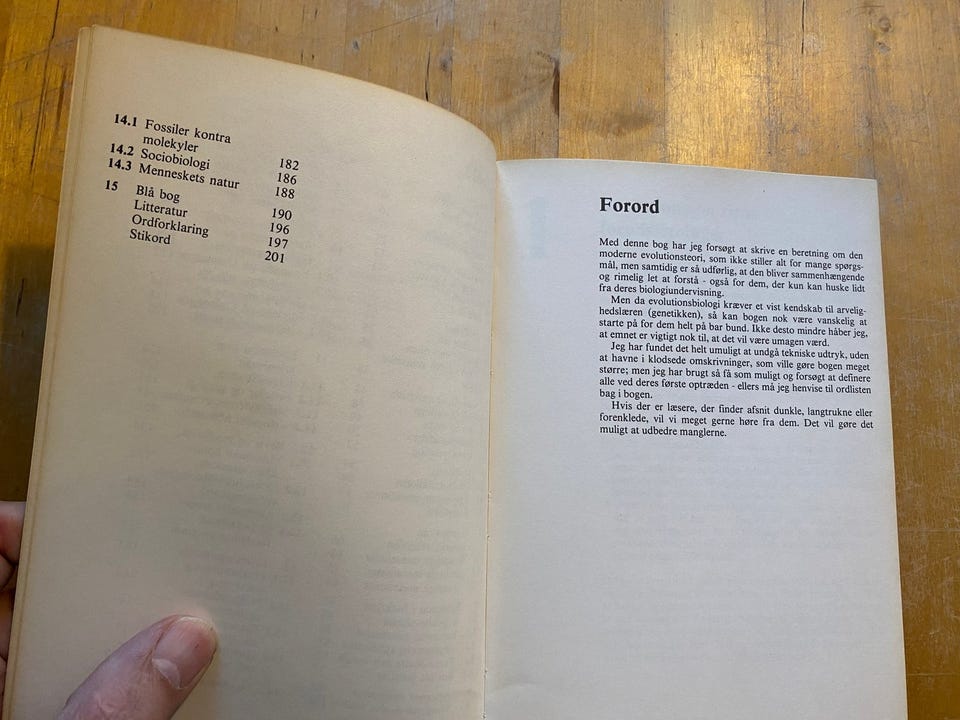 14.1 Fossiler kontra
molekyler 182
14.2 Sociobiologi 186
14.3 Menneskets natur 188
15 Blå bog 190
Litteratur 196
Ordforklaring 197
Stikord 201
Forord
Med denne bog har jeg forsøgt at skrive en beretning om den
moderne evolutionsteori, som ikke stiller alt for mange spørgs-
mål, men samtidig er så udførlig, at den bliver sammenhængende
og rimelig let at forstå - også for dem, der kun kan huske lidt
fra deres biologiundervisning.
Men da evolutionsbiologi kræver et vist kendskab til arvelig-
hedslæren (genetikken), så kan bogen nok være vanskelig at
starte på for dem helt på bar bund. Ikke desto mindre håber jeg,
at emnet er vigtigt nok til, at det vil være umagen værd.
Jeg har fundet det helt umuligt at undgå tekniske udtryk, uden
at havne i klodsede omskrivninger, som ville gøre bogen meget
større; men jeg har brugt så få som muligt og forsøgt at definere
alle ved deres første optræden - ellers må jeg henvise til ordlisten
bag i bogen.
Hvis der er læsere, der finder afsnit dunkle, langtrukne eller
forenklede, vil vi meget gerne høre fra dem. Det vil gøre det
muligt at udbedre manglerne.